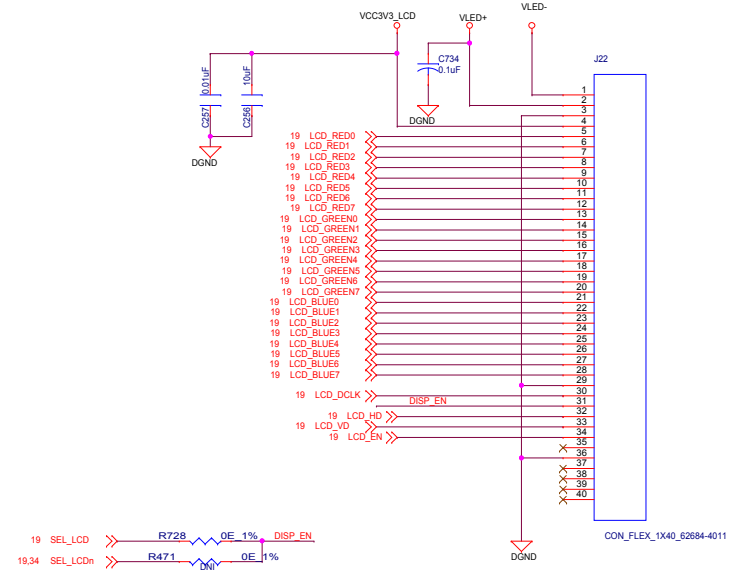 VCC3V3_LCD VLED+ VLED-
J22
0.01uF 10uF C734
0.1uF
C257 C256
DGND DGND
1
2
3
4
19 LCD_RED0 5
19 LCD_RED1 6
19 LCD_RED2 7
19 LCD_RED3 8
19 LCD_RED4 9
19 LCD_RED5 10
19 LCD_RED6 11
19 LCD_RED7 12
19 LCD_GREEN0 13
19 LCD_GREEN1 14
19 LCD_GREEN2 15
19 LCD_GREEN3 16
19 LCD_GREEN4 17
19 LCD_GREEN5 18
19 LCD_GREEN6 19
19 LCD_GREEN7 20
19 LCD_BLUE0 21
19 LCD_BLUE1 22
19 LCD_BLUE2 23
19 LCD_BLUE3 24
19 LCD_BLUE4 25
19 LCD_BLUE5 26
19 LCD_BLUE6 27
19 LCD_BLUE7 28
29
19 LCD_DCLK 30
DISP_EN 31
19 LCD_HD 32
19 LCD_VD 33
19 LCD_EN 34
35
36
37
38
39
40
CON_FLEX_1X40_62684-4011
DGND
19 SEL_LCD R728 0E_1% DISP_EN
19,34 SEL_LCDn R471 0E_1%
DNI